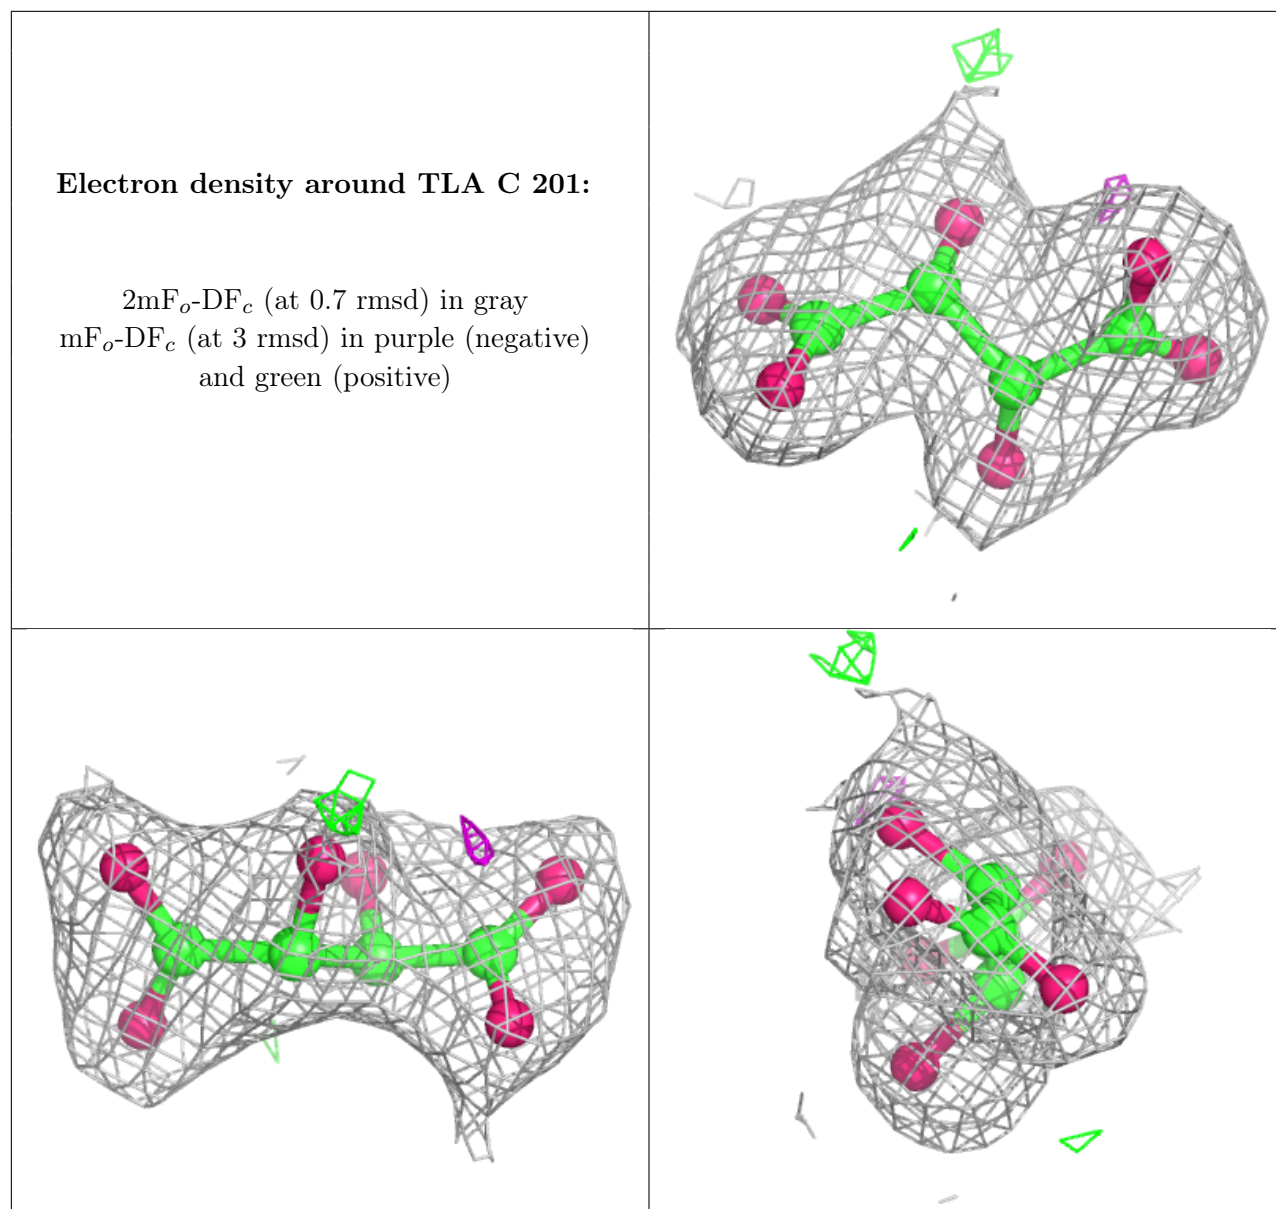 Electron density around TLA C 201:
2mFo-DFc (at 0.7 rmsd) in gray
mFo-DFc (at 3 rmsd) in purple (negative)
and green (positive)